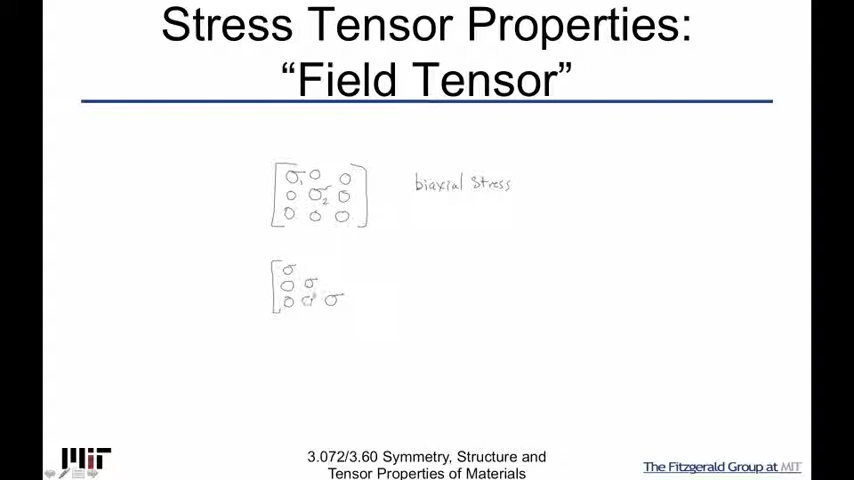 Stress Tensor Properties:
“Field Tensor”
σ₁ 0 0
0 σ₂ 0
0 0 0
biaxial stress
σ
0 σ
0 0 σ
MIT
3.072/3.60 Symmetry, Structure and
Tensor Properties of Materials
The Fitzgerald Group at MIT